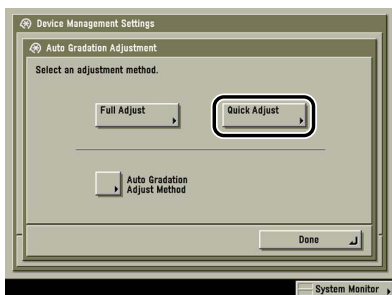 Device Management Settings
Auto Gradation Adjustment
Select an adjustment method.
Full Adjust
Quick Adjust
Auto Gradation
Adjust Method
Done
System Monitor